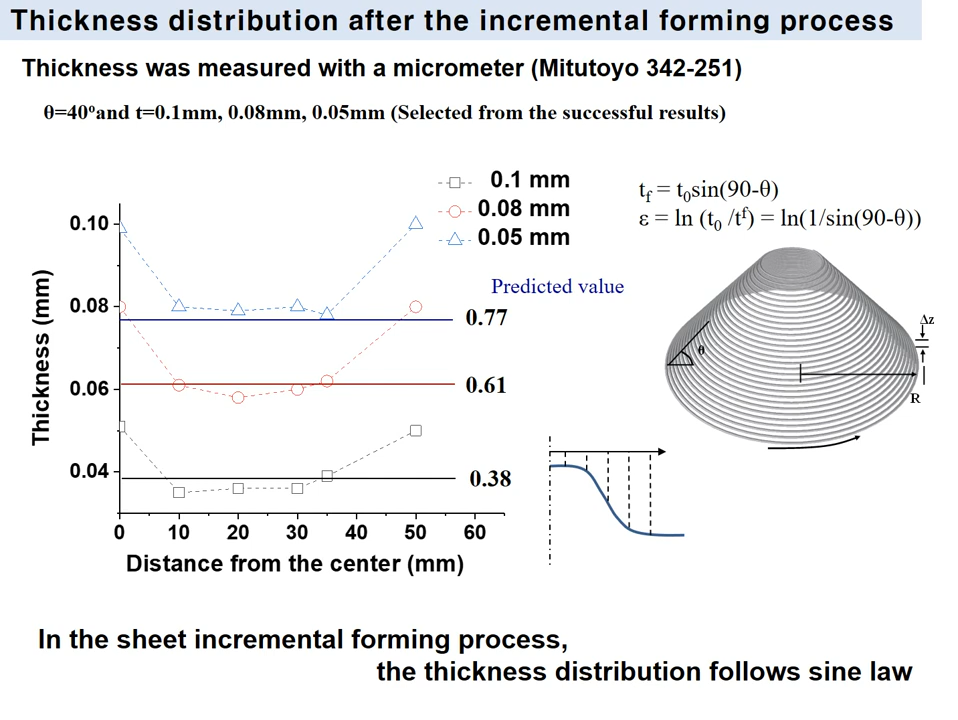 Thickness distribution after the incremental forming process
Thickness was measured with a micrometer (Mitutoyo 342-251)
θ=40ºand t=0.1mm, 0.08mm, 0.05mm (Selected from the successful results)
0.1 mm
0.08 mm
0.05 mm
tf = t0sin(90-θ)
ε = ln (t0 /tf) = ln(1/sin(90-θ))
Predicted value
0.77
0.61
0.38
Thickness (mm)
0.10
0.08
0.06
0.04
0 10 20 30 40 50 60
Distance from the center (mm)
θ
Δz
R
In the sheet incremental forming process,
the thickness distribution follows sine law